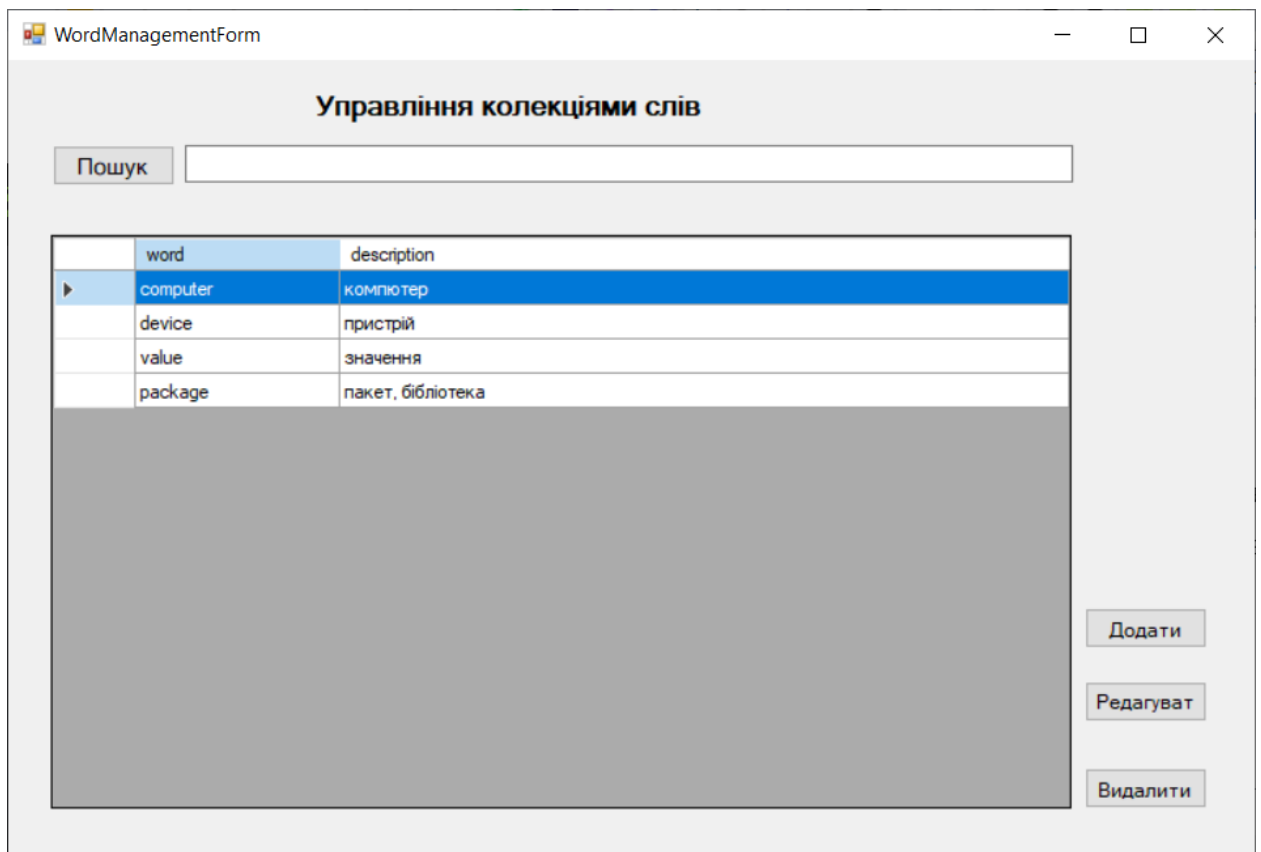 WordManagementForm
Управління колекціями слів
Пошук
word description
computer компютер
device пристрій
value значення
package пакет, бібліотека
Додати
Редагуват
Видалити